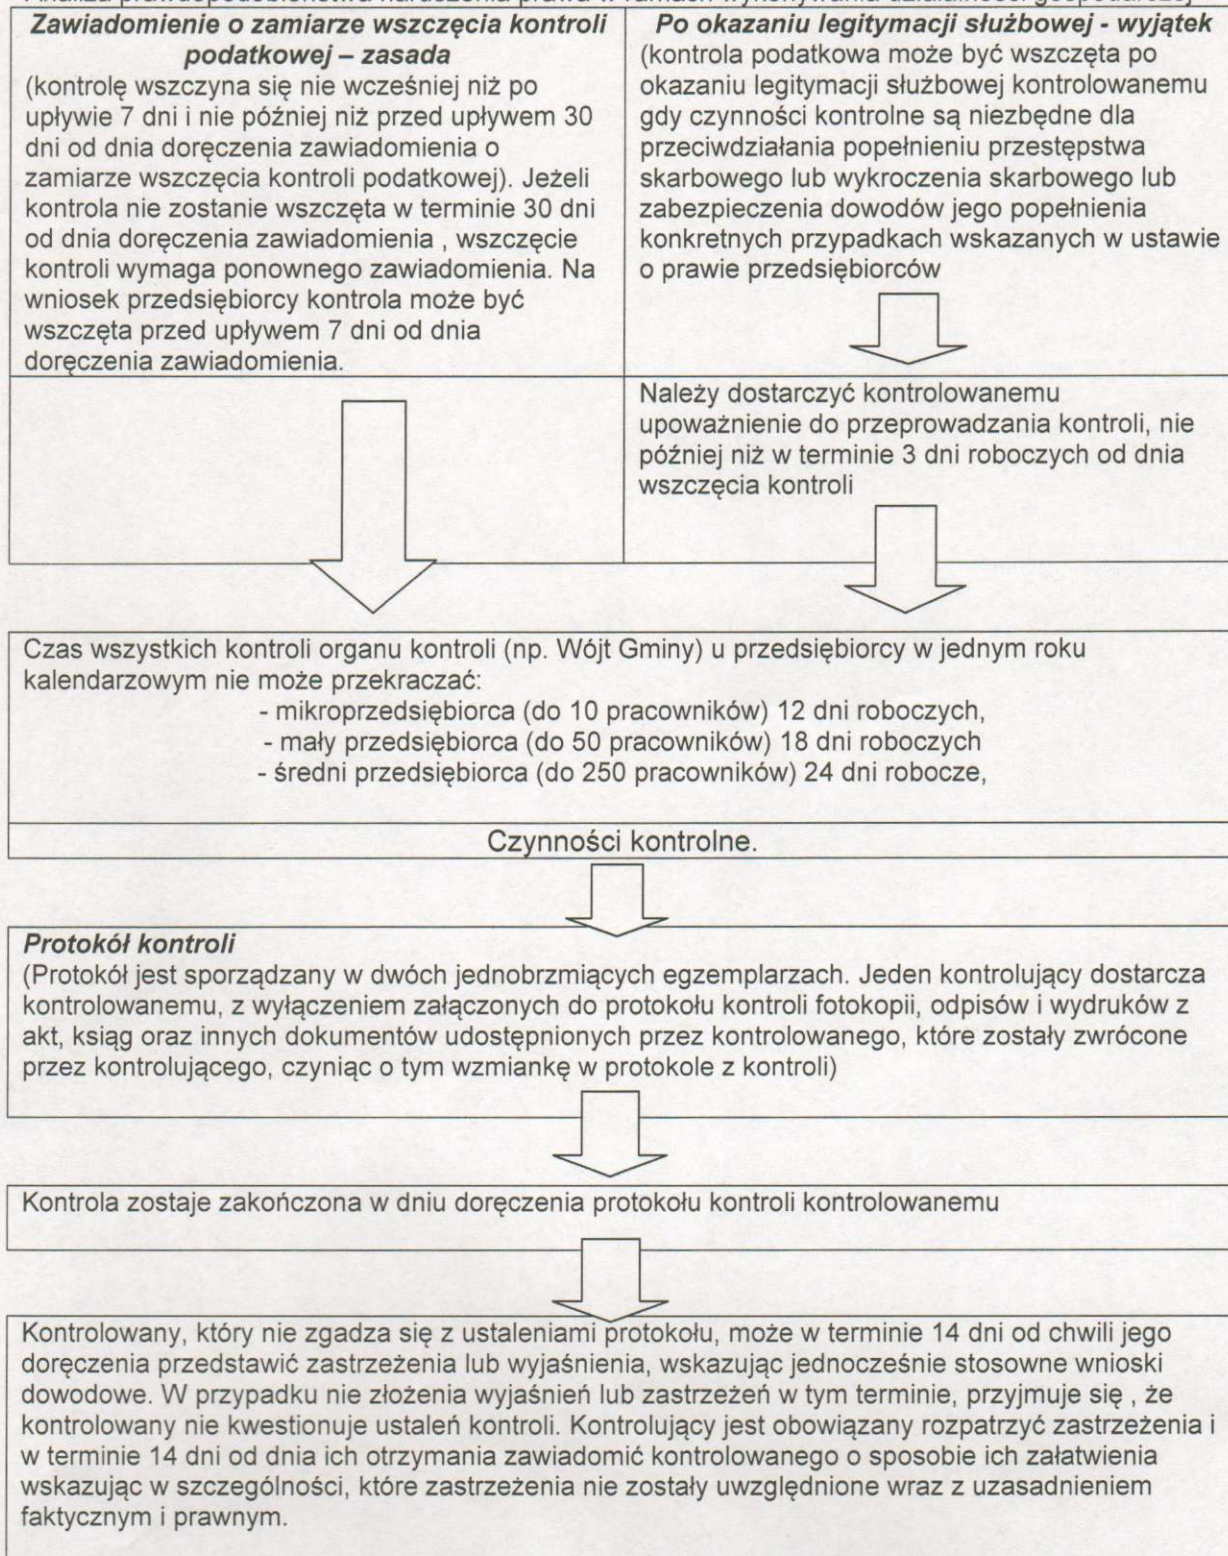 Analiza prawdopodobieństwa naruszenia prawa w ramach wykonywania działalności gospodarczej
Zawiadomienie o zamiarze wszczęcia kontroli
podatkowej – zasada
(kontrolę wszczyna się nie wcześniej niż po
upływie 7 dni i nie później niż przed upływem 30
dni od dnia doręczenia zawiadomienia o
zamiarze wszczęcia kontroli podatkowej). Jeżeli
kontrola nie zostanie wszczęta w terminie 30 dni
od dnia doręczenia zawiadomienia , wszczęcie
kontroli wymaga ponownego zawiadomienia. Na
wniosek przedsiębiorcy kontrola może być
wszczęta przed upływem 7 dni od dnia
doręczenia zawiadomienia.
Po okazaniu legitymacji służbowej - wyjątek
(kontrola podatkowa może być wszczęta po
okazaniu legitymacji służbowej kontrolowanemu
gdy czynności kontrolne są niezbędne dla
przeciwdziałania popełnieniu przestępstwa
skarbowego lub wykroczenia skarbowego lub
zabezpieczenia dowodów jego popełnienia
konkretnych przypadkach wskazanych w ustawie
o prawie przedsiębiorców
Należy dostarczyć kontrolowanemu
upoważnienie do przeprowadzania kontroli, nie
później niż w terminie 3 dni roboczych od dnia
wszczęcia kontroli
Czas wszystkich kontroli organu kontroli (np. Wójt Gminy) u przedsiębiorcy w jednym roku
kalendarzowym nie może przekraczać:
- mikroprzedsiębiorca (do 10 pracowników) 12 dni roboczych,
- mały przedsiębiorca (do 50 pracowników) 18 dni roboczych
- średni przedsiębiorca (do 250 pracowników) 24 dni robocze,
Czynności kontrolne.
Protokół kontroli
(Protokół jest sporządzany w dwóch jednobrzmiących egzemplarzach. Jeden kontrolujący dostarcza
kontrolowanemu, z wyłączeniem załączonych do protokołu kontroli fotokopii, odpisów i wydruków z
akt, ksiąg oraz innych dokumentów udostępnionych przez kontrolowanego, które zostały zwrócone
przez kontrolującego, czyniąc o tym wzmiankę w protokole z kontroli)
Kontrola zostaje zakończona w dniu doręczenia protokołu kontroli kontrolowanemu
Kontrolowany, który nie zgadza się z ustaleniami protokołu, może w terminie 14 dni od chwili jego
doręczenia przedstawić zastrzeżenia lub wyjaśnienia, wskazując jednocześnie stosowne wnioski
dowodowe. W przypadku nie złożenia wyjaśnień lub zastrzeżeń w tym terminie, przyjmuje się , że
kontrolowany nie kwestionuje ustaleń kontroli. Kontrolujący jest obowiązany rozpatrzyć zastrzeżenia i
w terminie 14 dni od dnia ich otrzymania zawiadomić kontrolowanego o sposobie ich załatwienia
wskazując w szczególności, które zastrzeżenia nie zostały uwzględnione wraz z uzasadnieniem
faktycznym i prawnym.